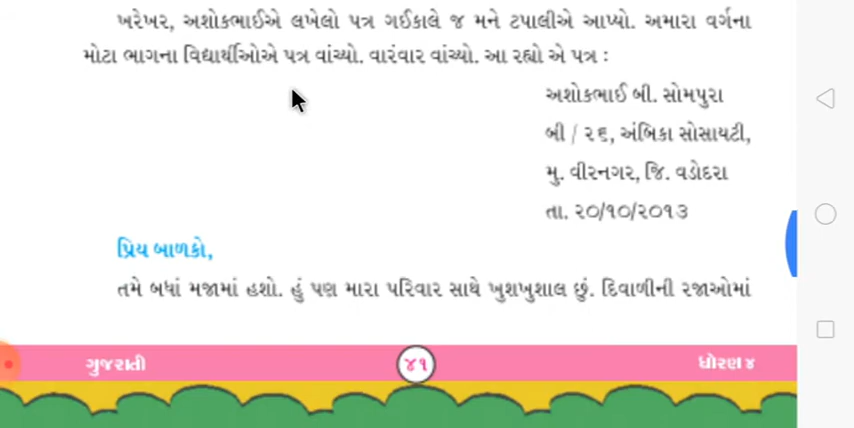 ખરેખર, અશોકભાઈએ લખેલો પત્ર ગઈકાલે જ મને ટપાલીએ આપ્યો. અમારા વર્ગના
મોટા ભાગના વિદ્યાર્થીઓએ પત્ર વાંચ્યો. વારંવાર વાંચ્યો. આ રહ્યો એ પત્ર :
અશોકભાઈ બી. સોમપુરા
બી / ૨૬, અંબિકા સોસાયટી,
મુ. વીરનગર, જિ. વડોદરા
તા. ૨૦/૧૦/૨૦૧૩
પ્રિય બાળકો,
તમે બધાં મજામાં હશો. હું પણ મારા પરિવાર સાથે ખુશખુશાલ છું. દિવાળીની રજાઓમાં
ગુજરાતી
૪૧
ધોરણ ૪